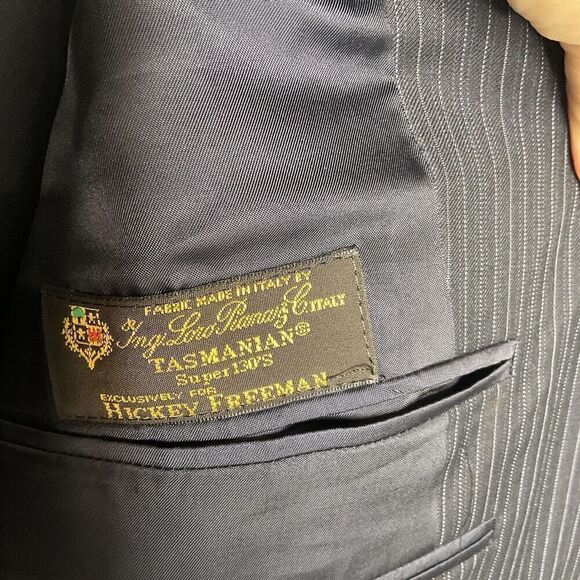 FABRIC MADE IN ITALY BY
Ing. Loro Piana & C. ITALY
TASMANIAN®
Super 130's
EXCLUSIVELY FOR
HICKEY FREEMAN